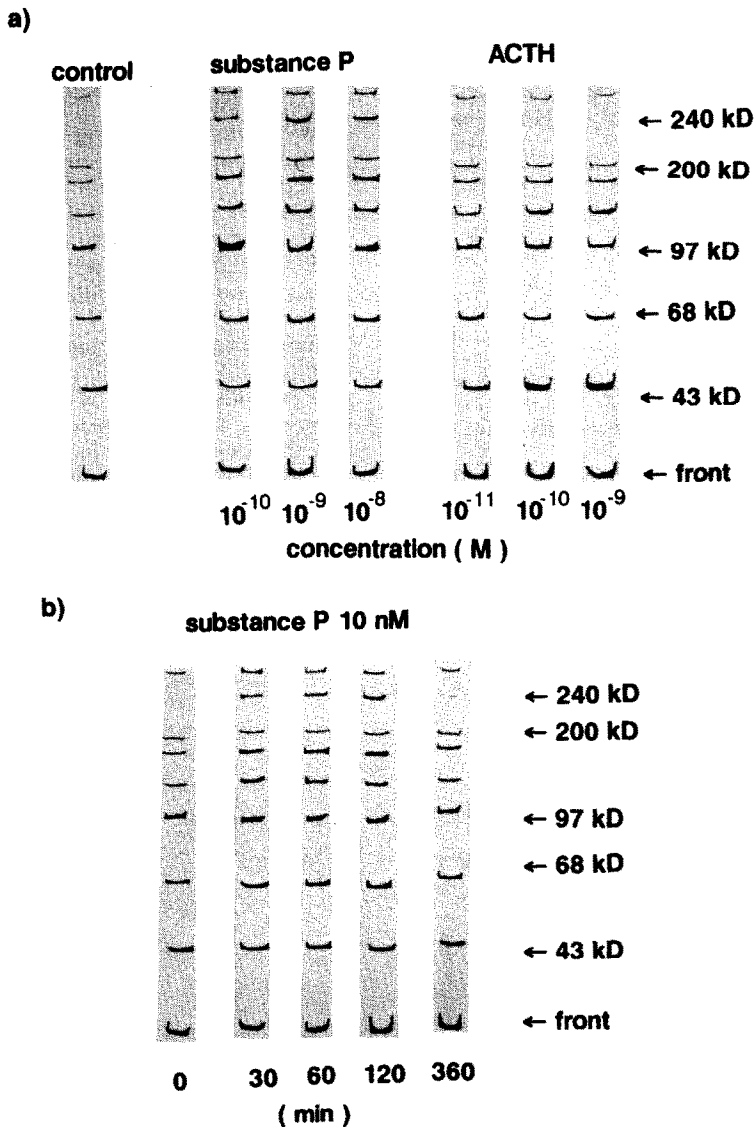 a)
control substance P ACTH
← 240 kD
← 200 kD
← 97 kD
← 68 kD
← 43 kD
← front
10⁻¹⁰ 10⁻⁹ 10⁻⁸ 10⁻¹¹ 10⁻¹⁰ 10⁻⁹
concentration ( M )
b)
substance P 10 nM
← 240 kD
← 200 kD
← 97 kD
← 68 kD
← 43 kD
← front
0 30 60 120 360
( min )